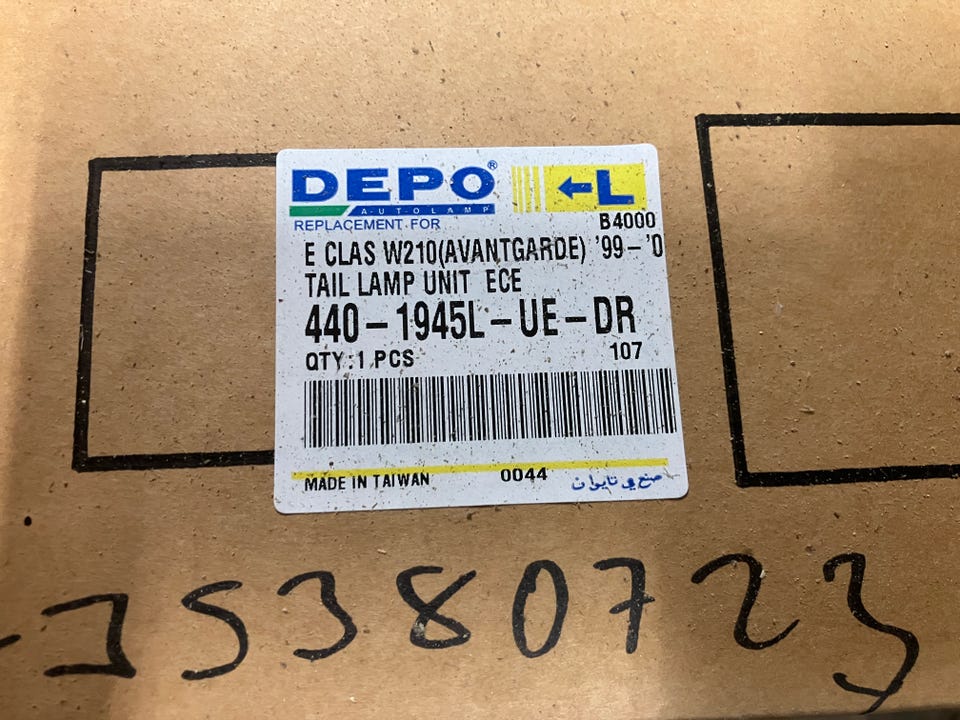 DEPO®
AUTOLAMP
←L
REPLACEMENT FOR
B4000
E CLAS W210(AVANTGARDE) '99-'0
TAIL LAMP UNIT ECE
440-1945L-UE-DR
QTY:1 PCS
107
MADE IN TAIWAN
0044
صنع في تايوان
5380723